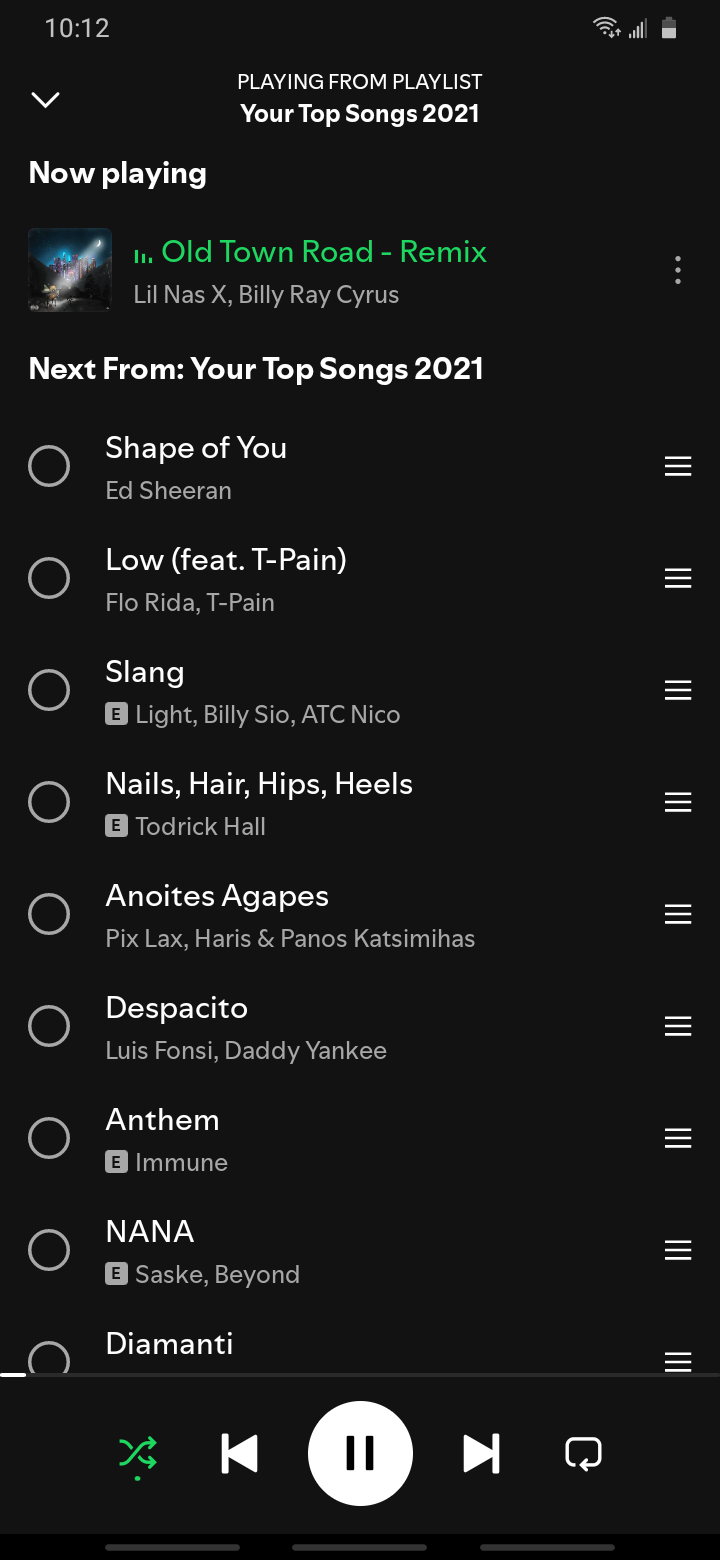 10:12
PLAYING FROM PLAYLIST
Your Top Songs 2021
Now playing
Old Town Road - Remix
Lil Nas X, Billy Ray Cyrus
Next From: Your Top Songs 2021
Shape of You
Ed Sheeran
Low (feat. T-Pain)
Flo Rida, T-Pain
Slang
E Light, Billy Sio, ATC Nico
Nails, Hair, Hips, Heels
E Todrick Hall
Anoites Agapes
Pix Lax, Haris & Panos Katsimihas
Despacito
Luis Fonsi, Daddy Yankee
Anthem
E Immune
NANA
E Saske, Beyond
Diamanti